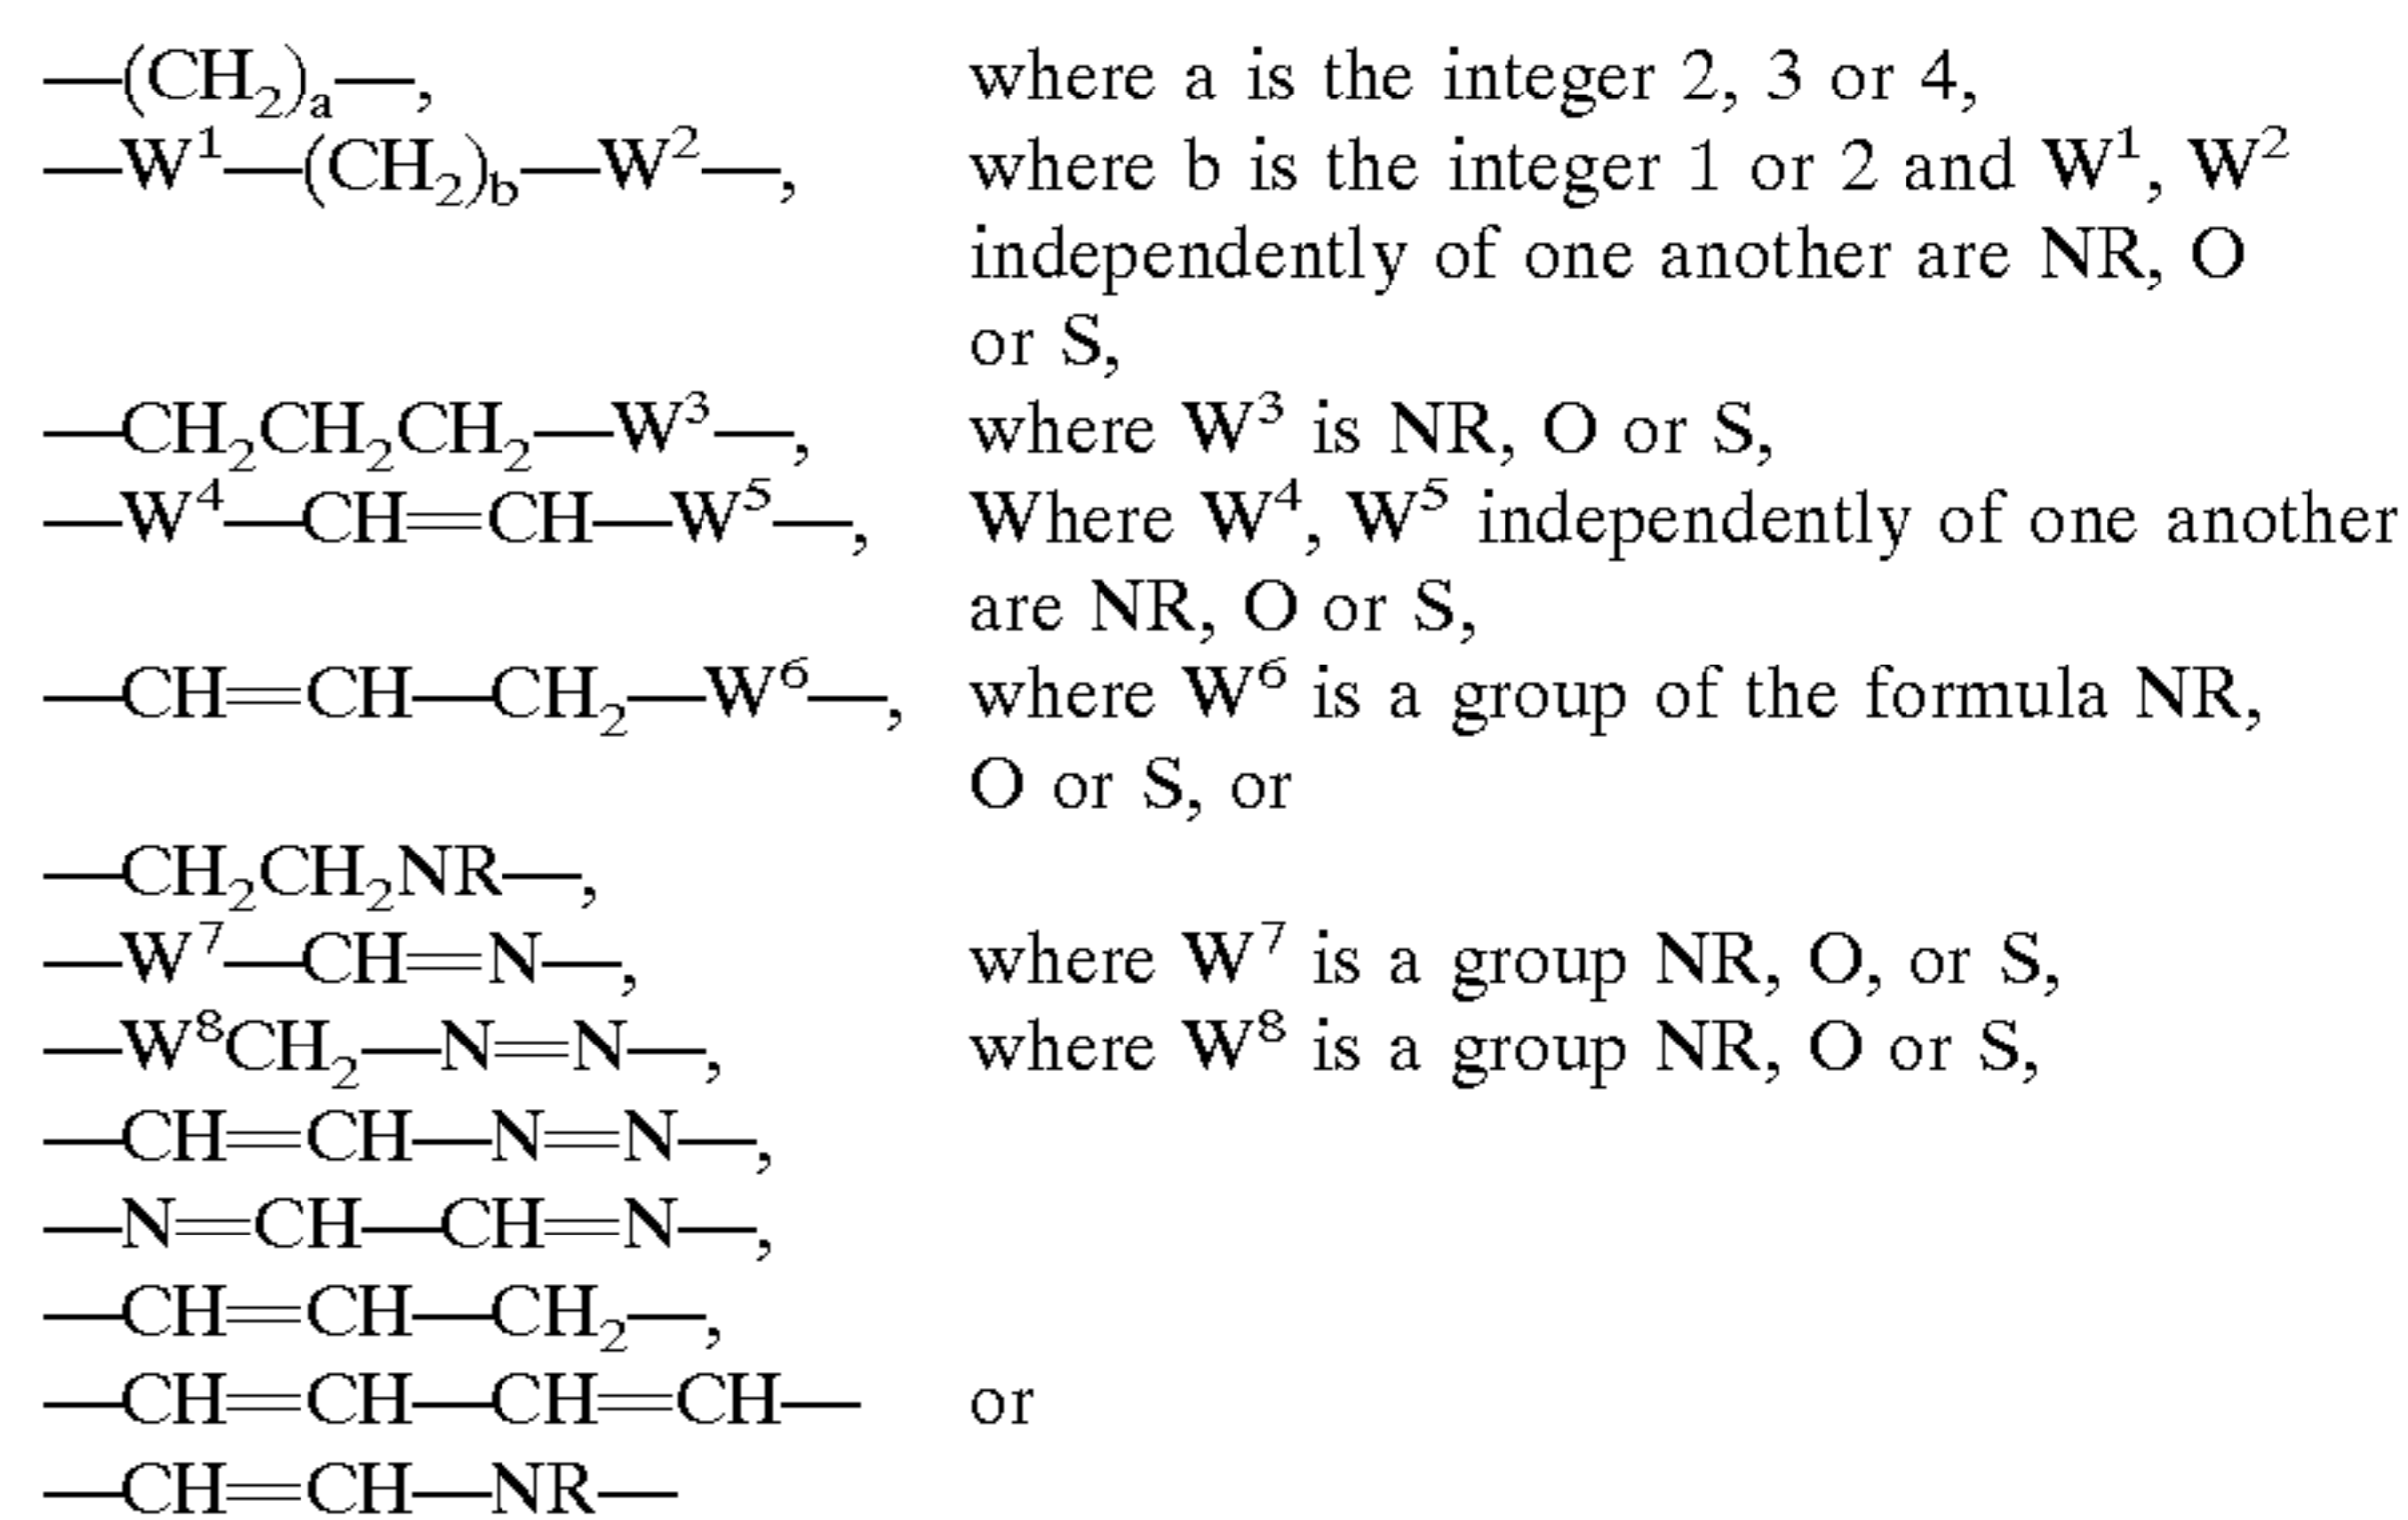 —(CH₂)ₐ—, where a is the integer 2, 3 or 4,
—W¹—(CH₂)b—W²—, where b is the integer 1 or 2 and W¹, W²
independently of one another are NR, O
or S,
—CH₂CH₂CH₂—W³—, where W³ is NR, O or S,
—W⁴—CH=CH—W⁵—, Where W⁴, W⁵ independently of one another
are NR, O or S,
—CH=CH—CH₂—W⁶—, where W⁶ is a group of the formula NR,
O or S, or
—CH₂CH₂NR—,
—W⁷—CH=N—, where W⁷ is a group NR, O, or S,
—W⁸CH₂—N=N—, where W⁸ is a group NR, O or S,
—CH=CH—N=N—,
—N=CH—CH=N—,
—CH=CH—CH₂—,
—CH=CH—CH=CH— or
—CH=CH—NR—